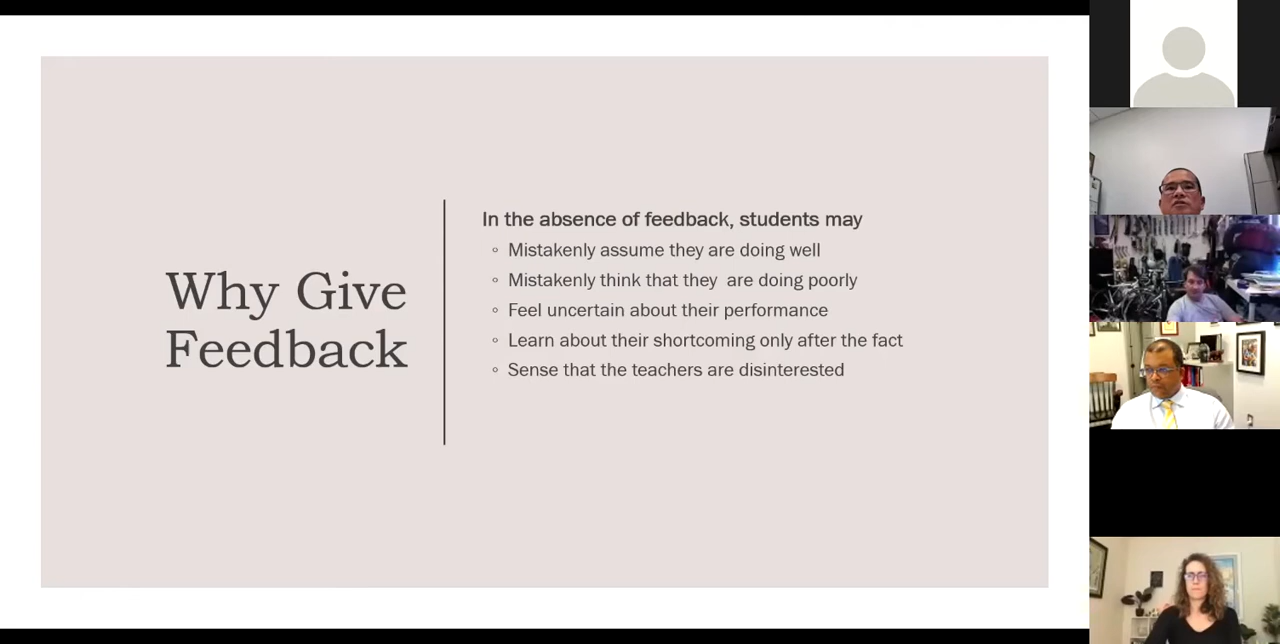 Why Give
Feedback
In the absence of feedback, students may
◦ Mistakenly assume they are doing well
◦ Mistakenly think that they  are doing poorly
◦ Feel uncertain about their performance
◦ Learn about their shortcoming only after the fact
◦ Sense that the teachers are disinterested